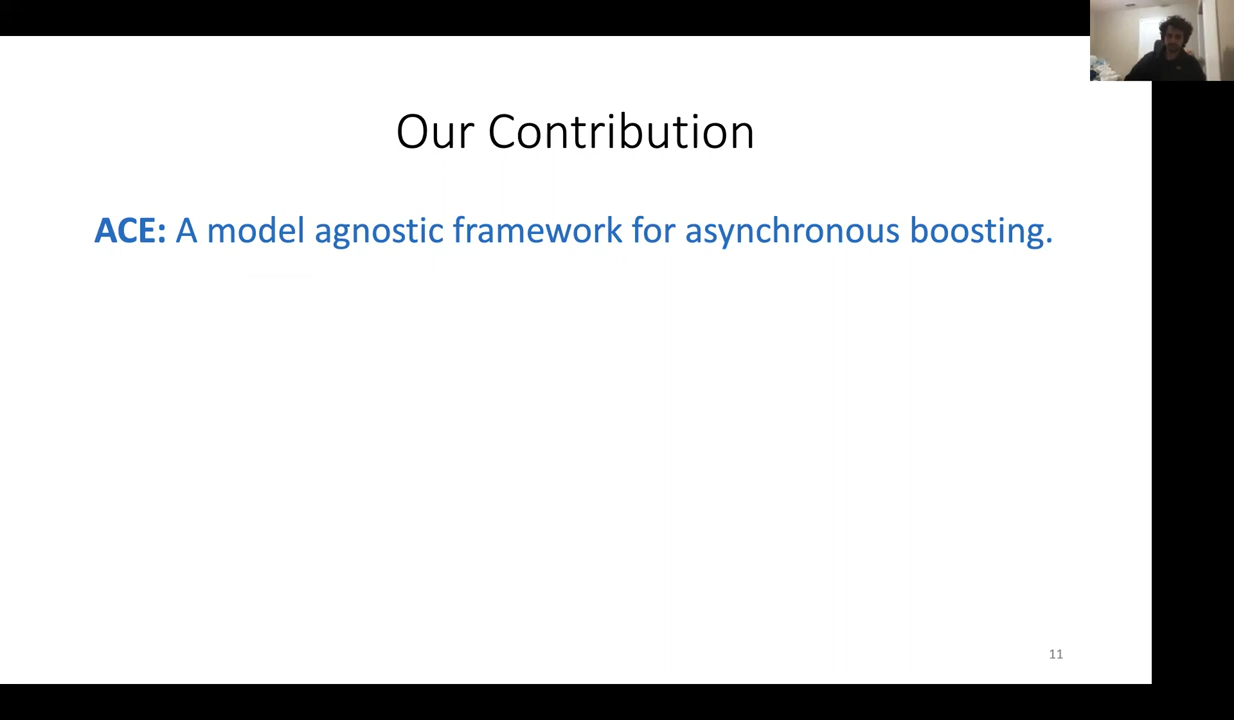 Our Contribution
ACE: A model agnostic framework for asynchronous boosting.
11